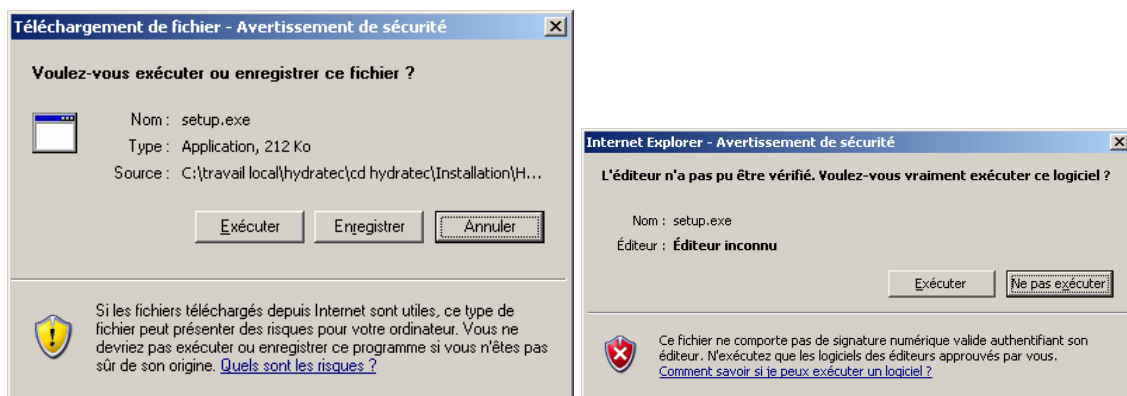 Téléchargement de fichier - Avertissement de sécurité
Voulez-vous exécuter ou enregistrer ce fichier ?
Nom : setup.exe
Type : Application, 212 Ko
Source : C:\travail local\hydratec\cd hydratec\Installation\H...
Exécuter Enregistrer Annuler
Si les fichiers téléchargés depuis Internet sont utiles, ce type de
fichier peut présenter des risques pour votre ordinateur. Vous ne
devriez pas exécuter ou enregistrer ce programme si vous n'êtes pas
sûr de son origine. Quels sont les risques ?
Internet Explorer - Avertissement de sécurité
L'éditeur n'a pas pu être vérifié. Voulez-vous vraiment exécuter ce logiciel ?
Nom : setup.exe
Éditeur : Éditeur inconnu
Exécuter Ne pas exécuter
Ce fichier ne comporte pas de signature numérique valide authentifiant son
éditeur. N'exécutez que les logiciels des éditeurs approuvés par vous.
Comment savoir si je peux exécuter un logiciel ?